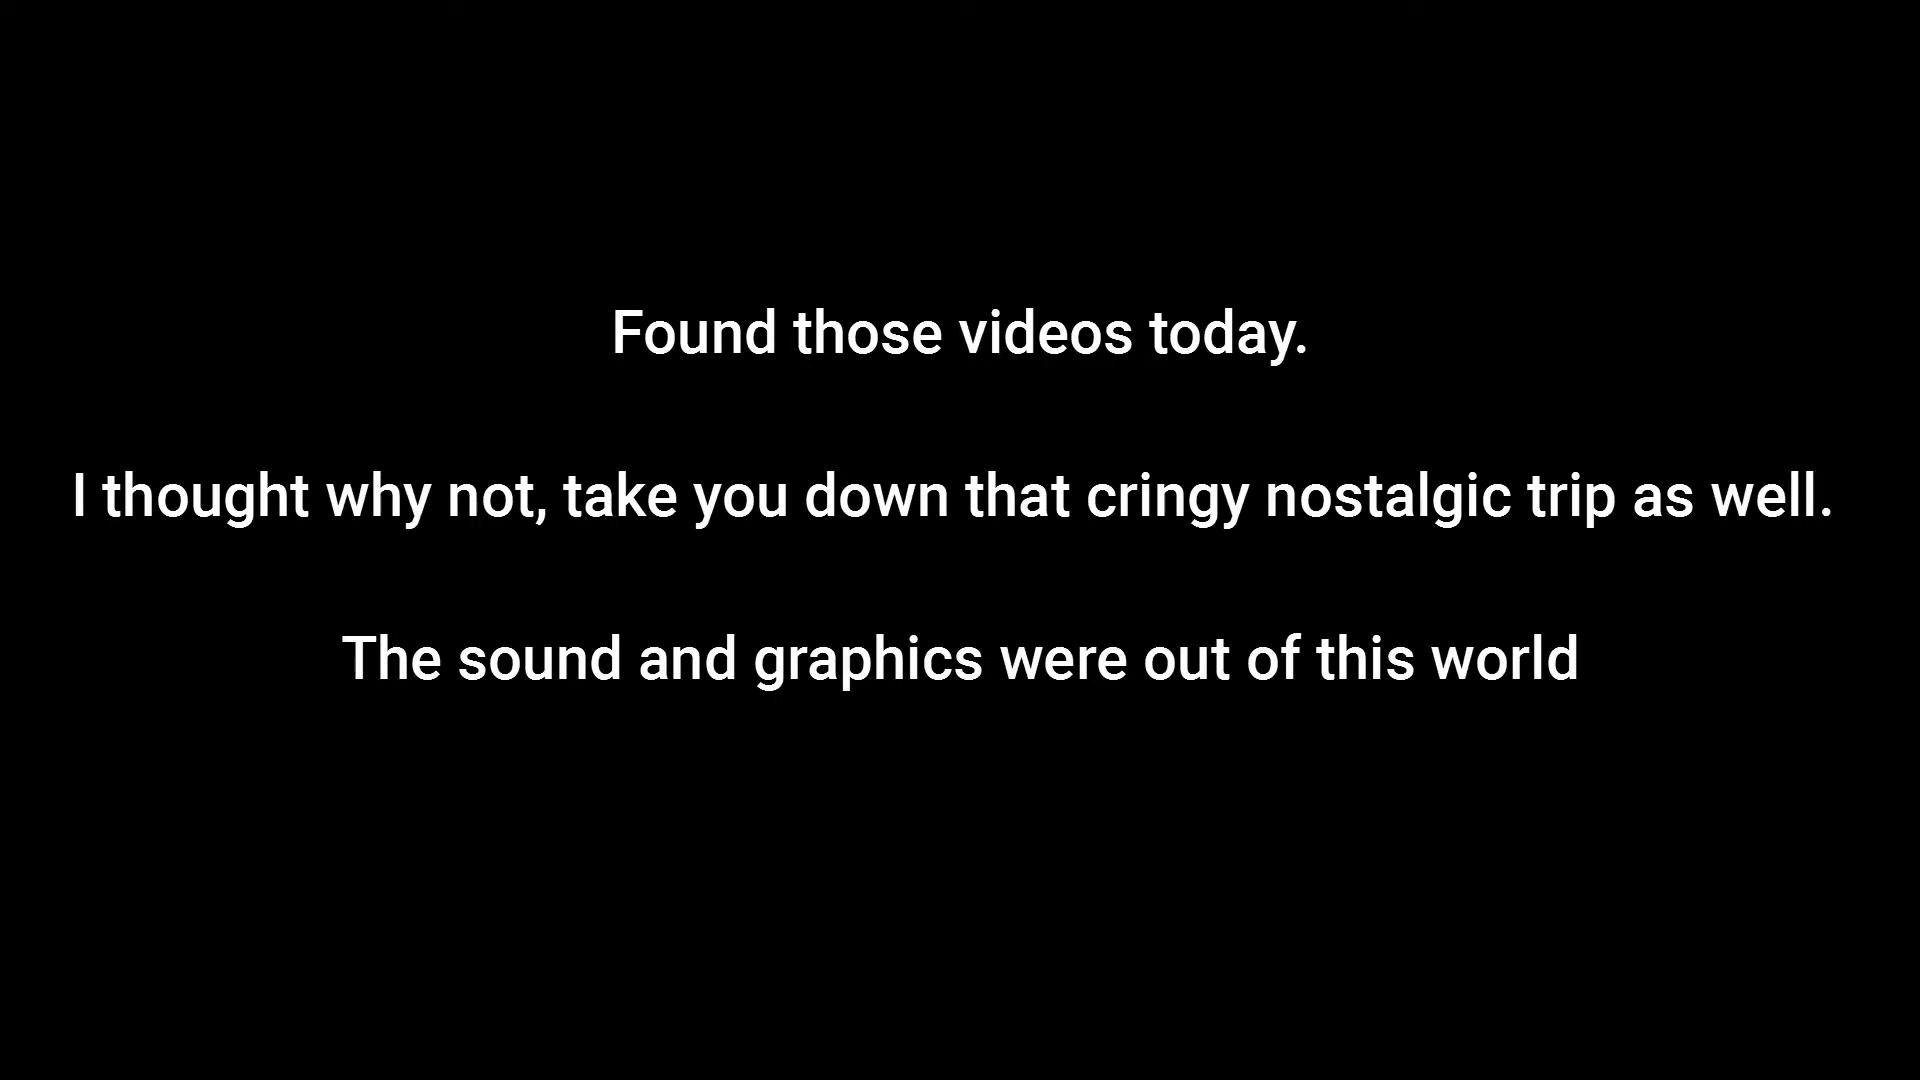 Found those videos today.
I thought why not, take you down that cringy nostalgic trip as well.
The sound and graphics were out of this world